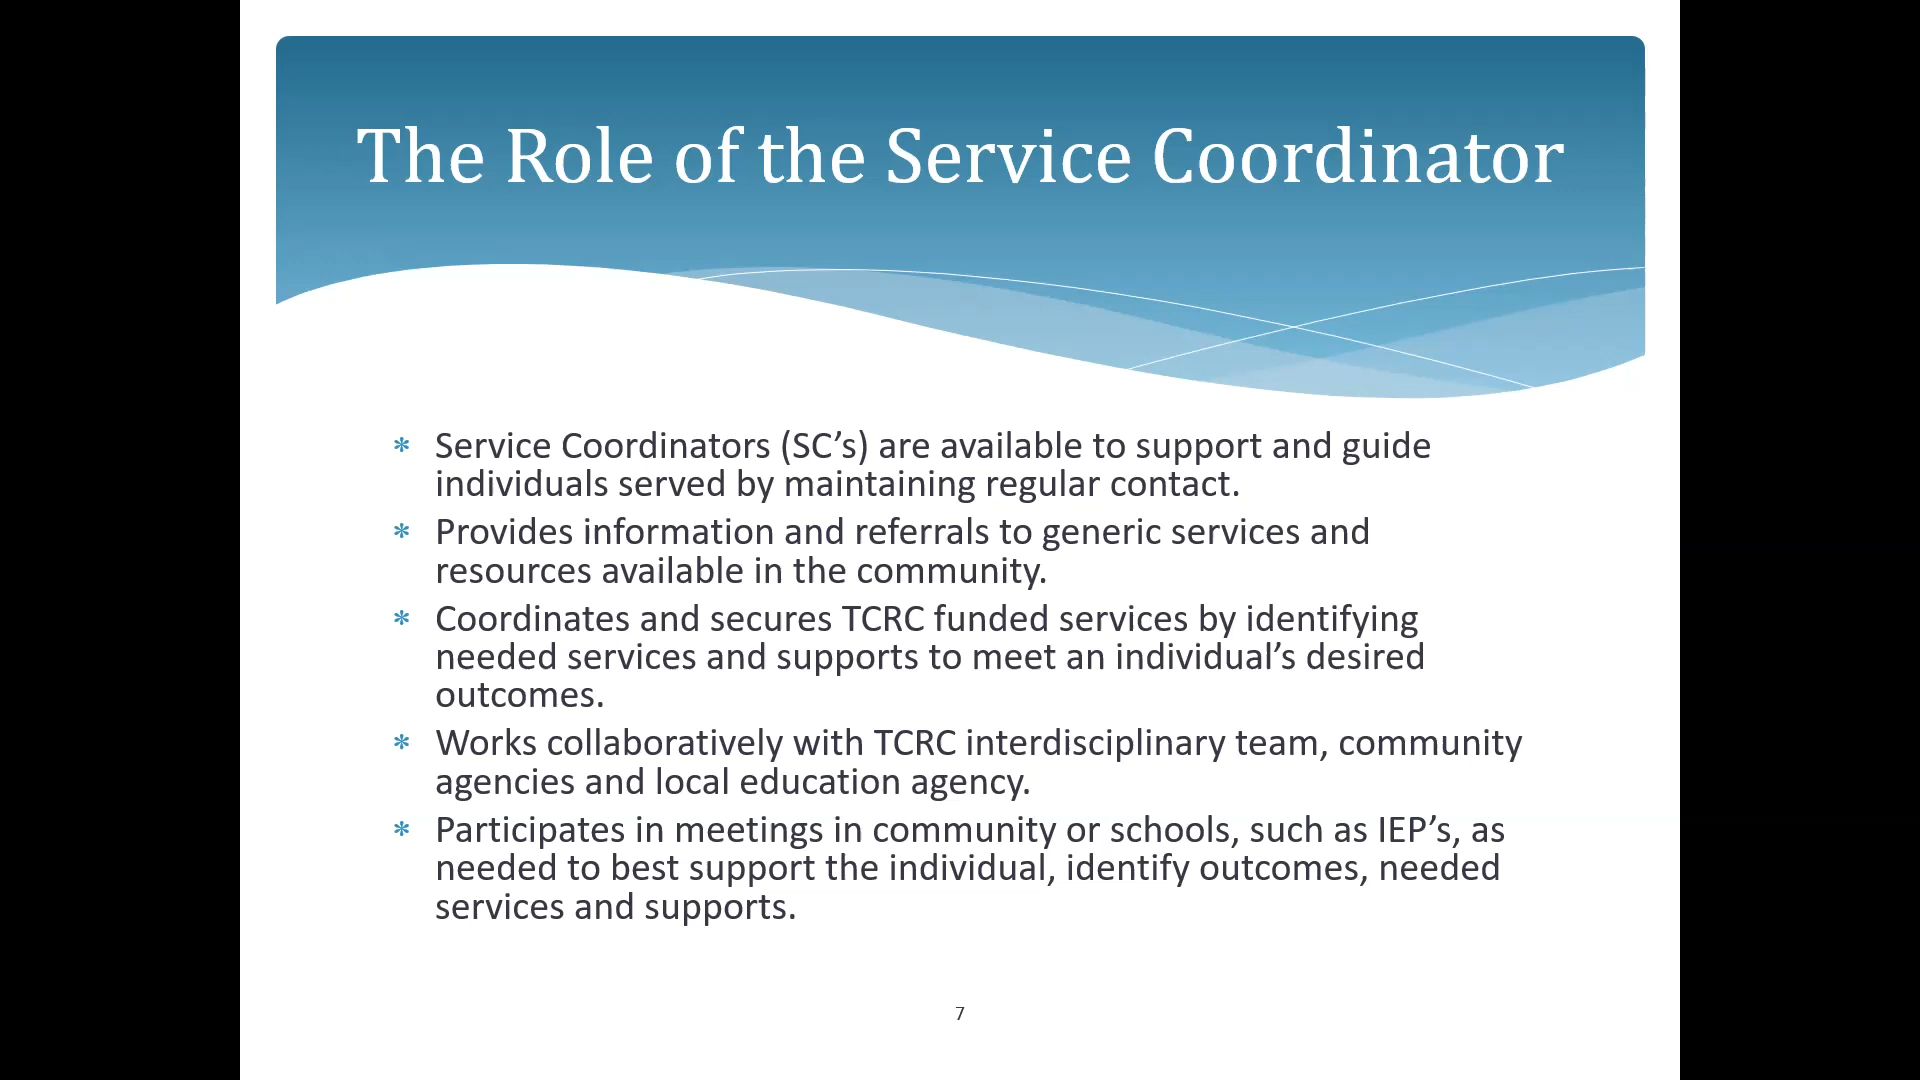 The Role of the Service Coordinator
* Service Coordinators (SC’s) are available to support and guide
individuals served by maintaining regular contact.
* Provides information and referrals to generic services and
resources available in the community.
* Coordinates and secures TCRC funded services by identifying
needed services and supports to meet an individual’s desired
outcomes.
* Works collaboratively with TCRC interdisciplinary team, community
agencies and local education agency.
* Participates in meetings in community or schools, such as IEP’s, as
needed to best support the individual, identify outcomes, needed
services and supports.
7